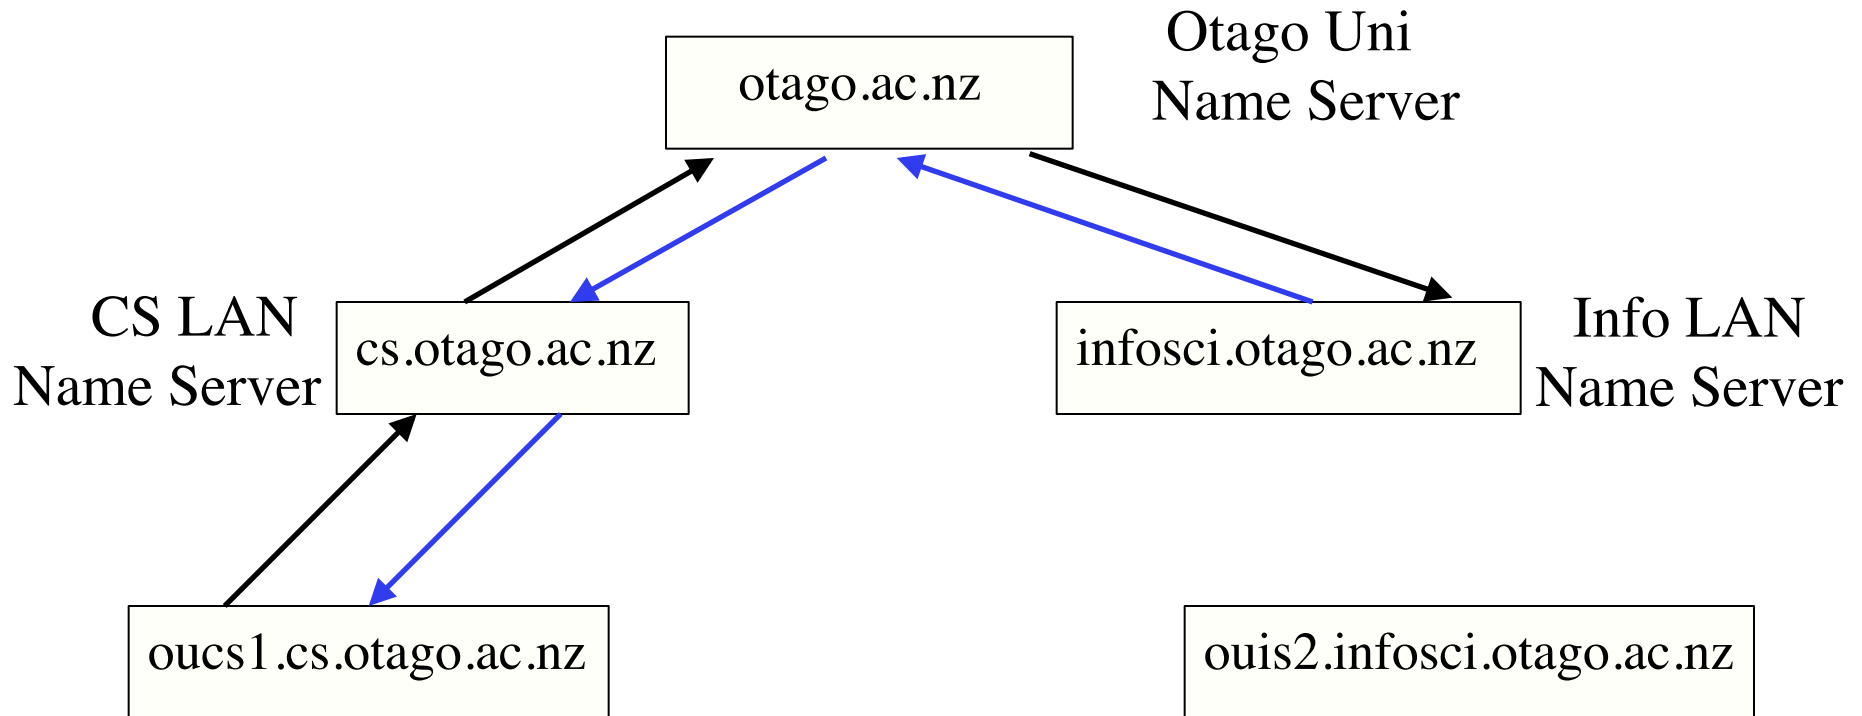 Otago Uni
Name Server
otago.ac.nz
CS LAN
Name Server
cs.otago.ac.nz
infosci.otago.ac.nz
Info LAN
Name Server
oucs1.cs.otago.ac.nz
ouis2.infosci.otago.ac.nz